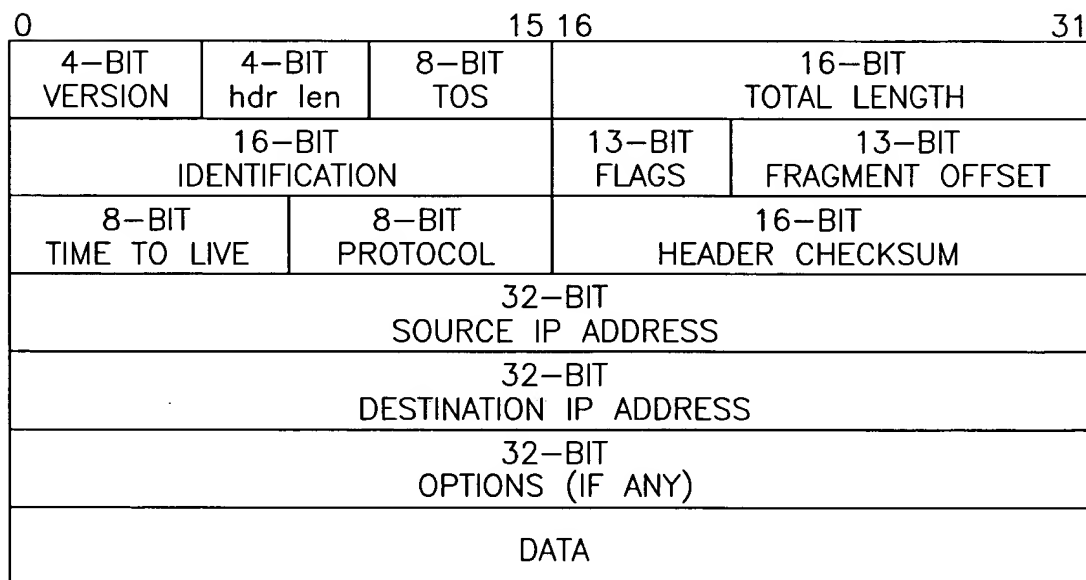 0 15 16 31
4-BIT VERSION
4-BIT hdr len
8-BIT TOS
16-BIT TOTAL LENGTH
16-BIT IDENTIFICATION
13-BIT FLAGS
13-BIT FRAGMENT OFFSET
8-BIT TIME TO LIVE
8-BIT PROTOCOL
16-BIT HEADER CHECKSUM
32-BIT
SOURCE IP ADDRESS
32-BIT
DESTINATION IP ADDRESS
32-BIT
OPTIONS (IF ANY)
DATA